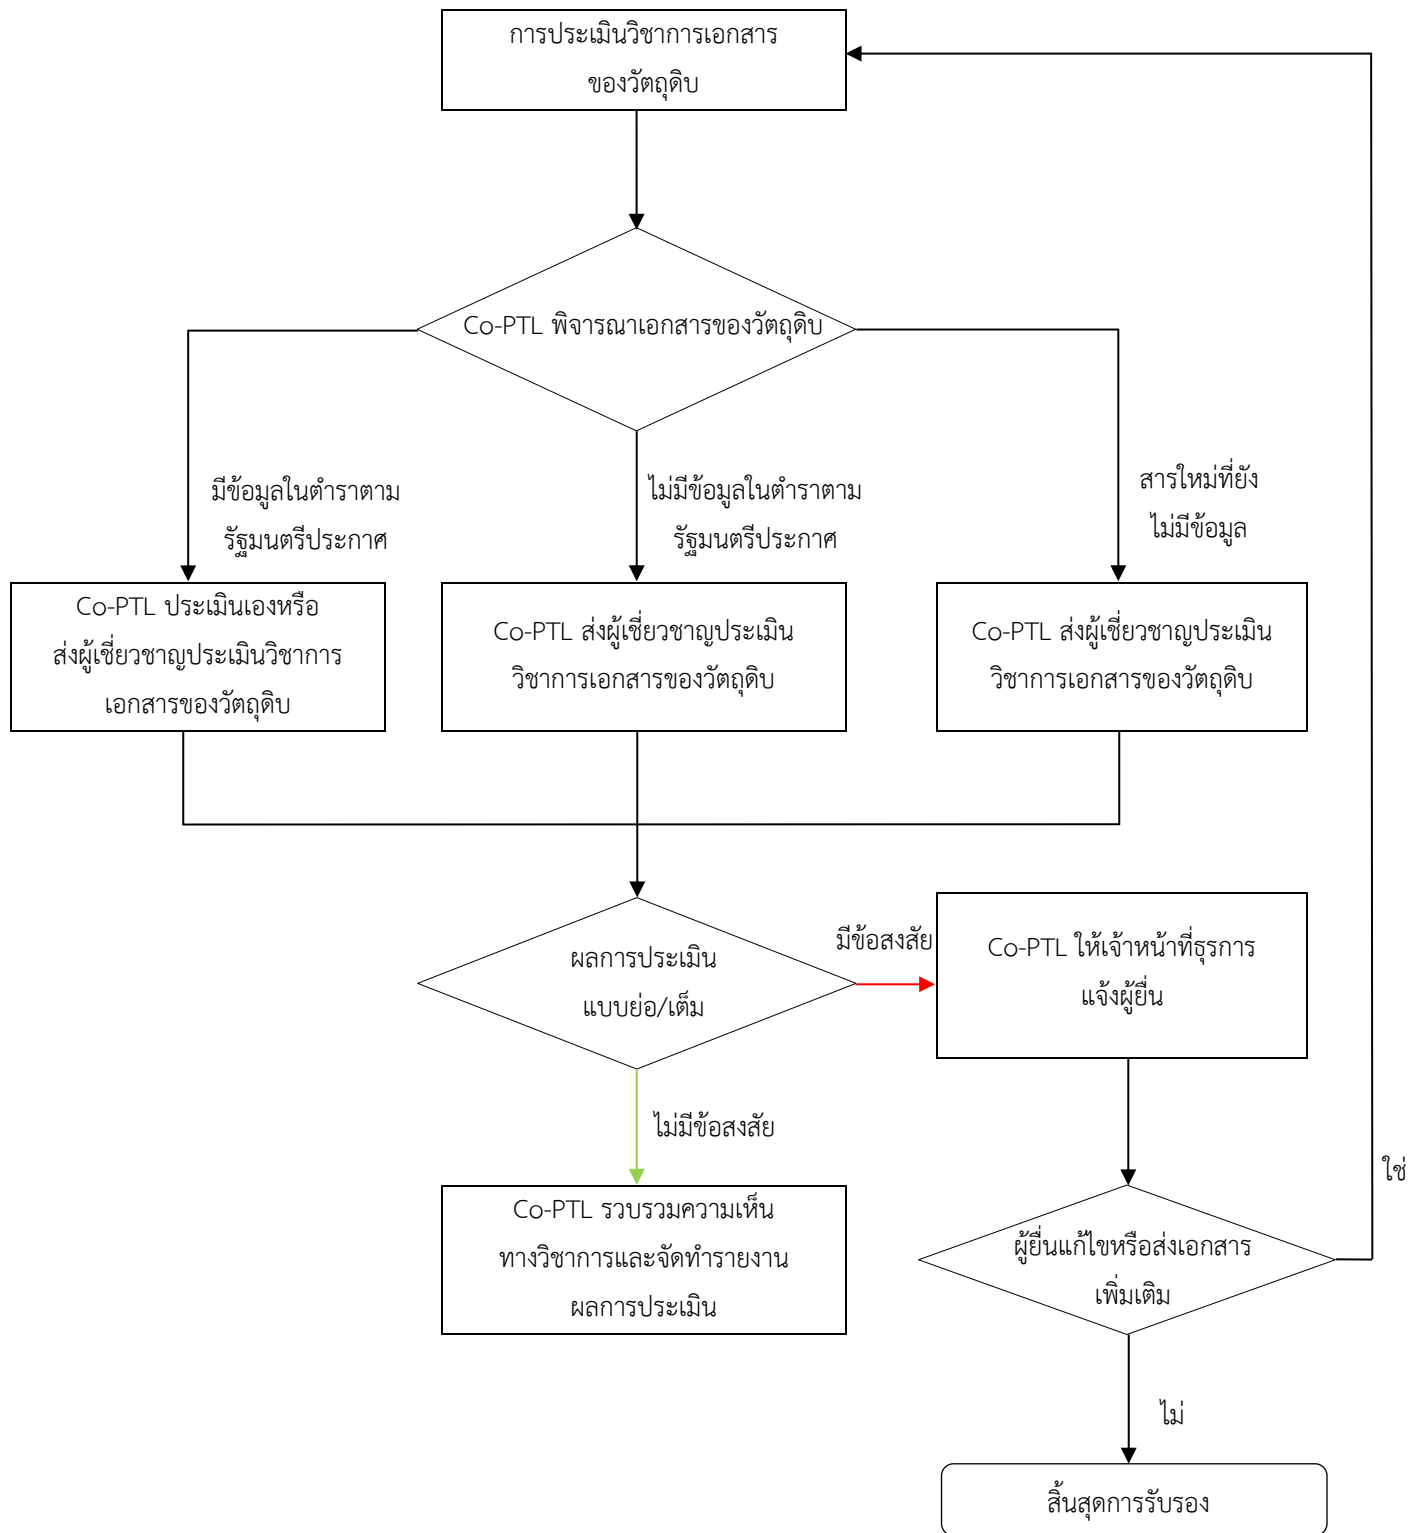 การประเมินวิชาการเอกสาร
ของวัตถุดิบ
Co-PTL พิจารณาเอกสารของวัตถุดิบ
มีข้อมูลในตำราตาม
รัฐมนตรีประกาศ
ไม่มีข้อมูลในตำราตาม
รัฐมนตรีประกาศ
สารใหม่ที่ยัง
ไม่มีข้อมูล
Co-PTL ประเมินเองหรือ
ส่งผู้เชี่ยวชาญประเมินวิชาการ
เอกสารของวัตถุดิบ
Co-PTL ส่งผู้เชี่ยวชาญประเมิน
วิชาการเอกสารของวัตถุดิบ
Co-PTL ส่งผู้เชี่ยวชาญประเมิน
วิชาการเอกสารของวัตถุดิบ
ผลการประเมิน
แบบย่อ/เต็ม
มีข้อสงสัย
Co-PTL ให้เจ้าหน้าที่ธุรการ
แจ้งผู้ยื่น
ไม่มีข้อสงสัย
Co-PTL รวบรวมความเห็น
ทางวิชาการและจัดทำรายงาน
ผลการประเมิน
ใช่
ผู้ยื่นแก้ไขหรือส่งเอกสาร
เพิ่มเติม
ไม่
สิ้นสุดการรับรอง